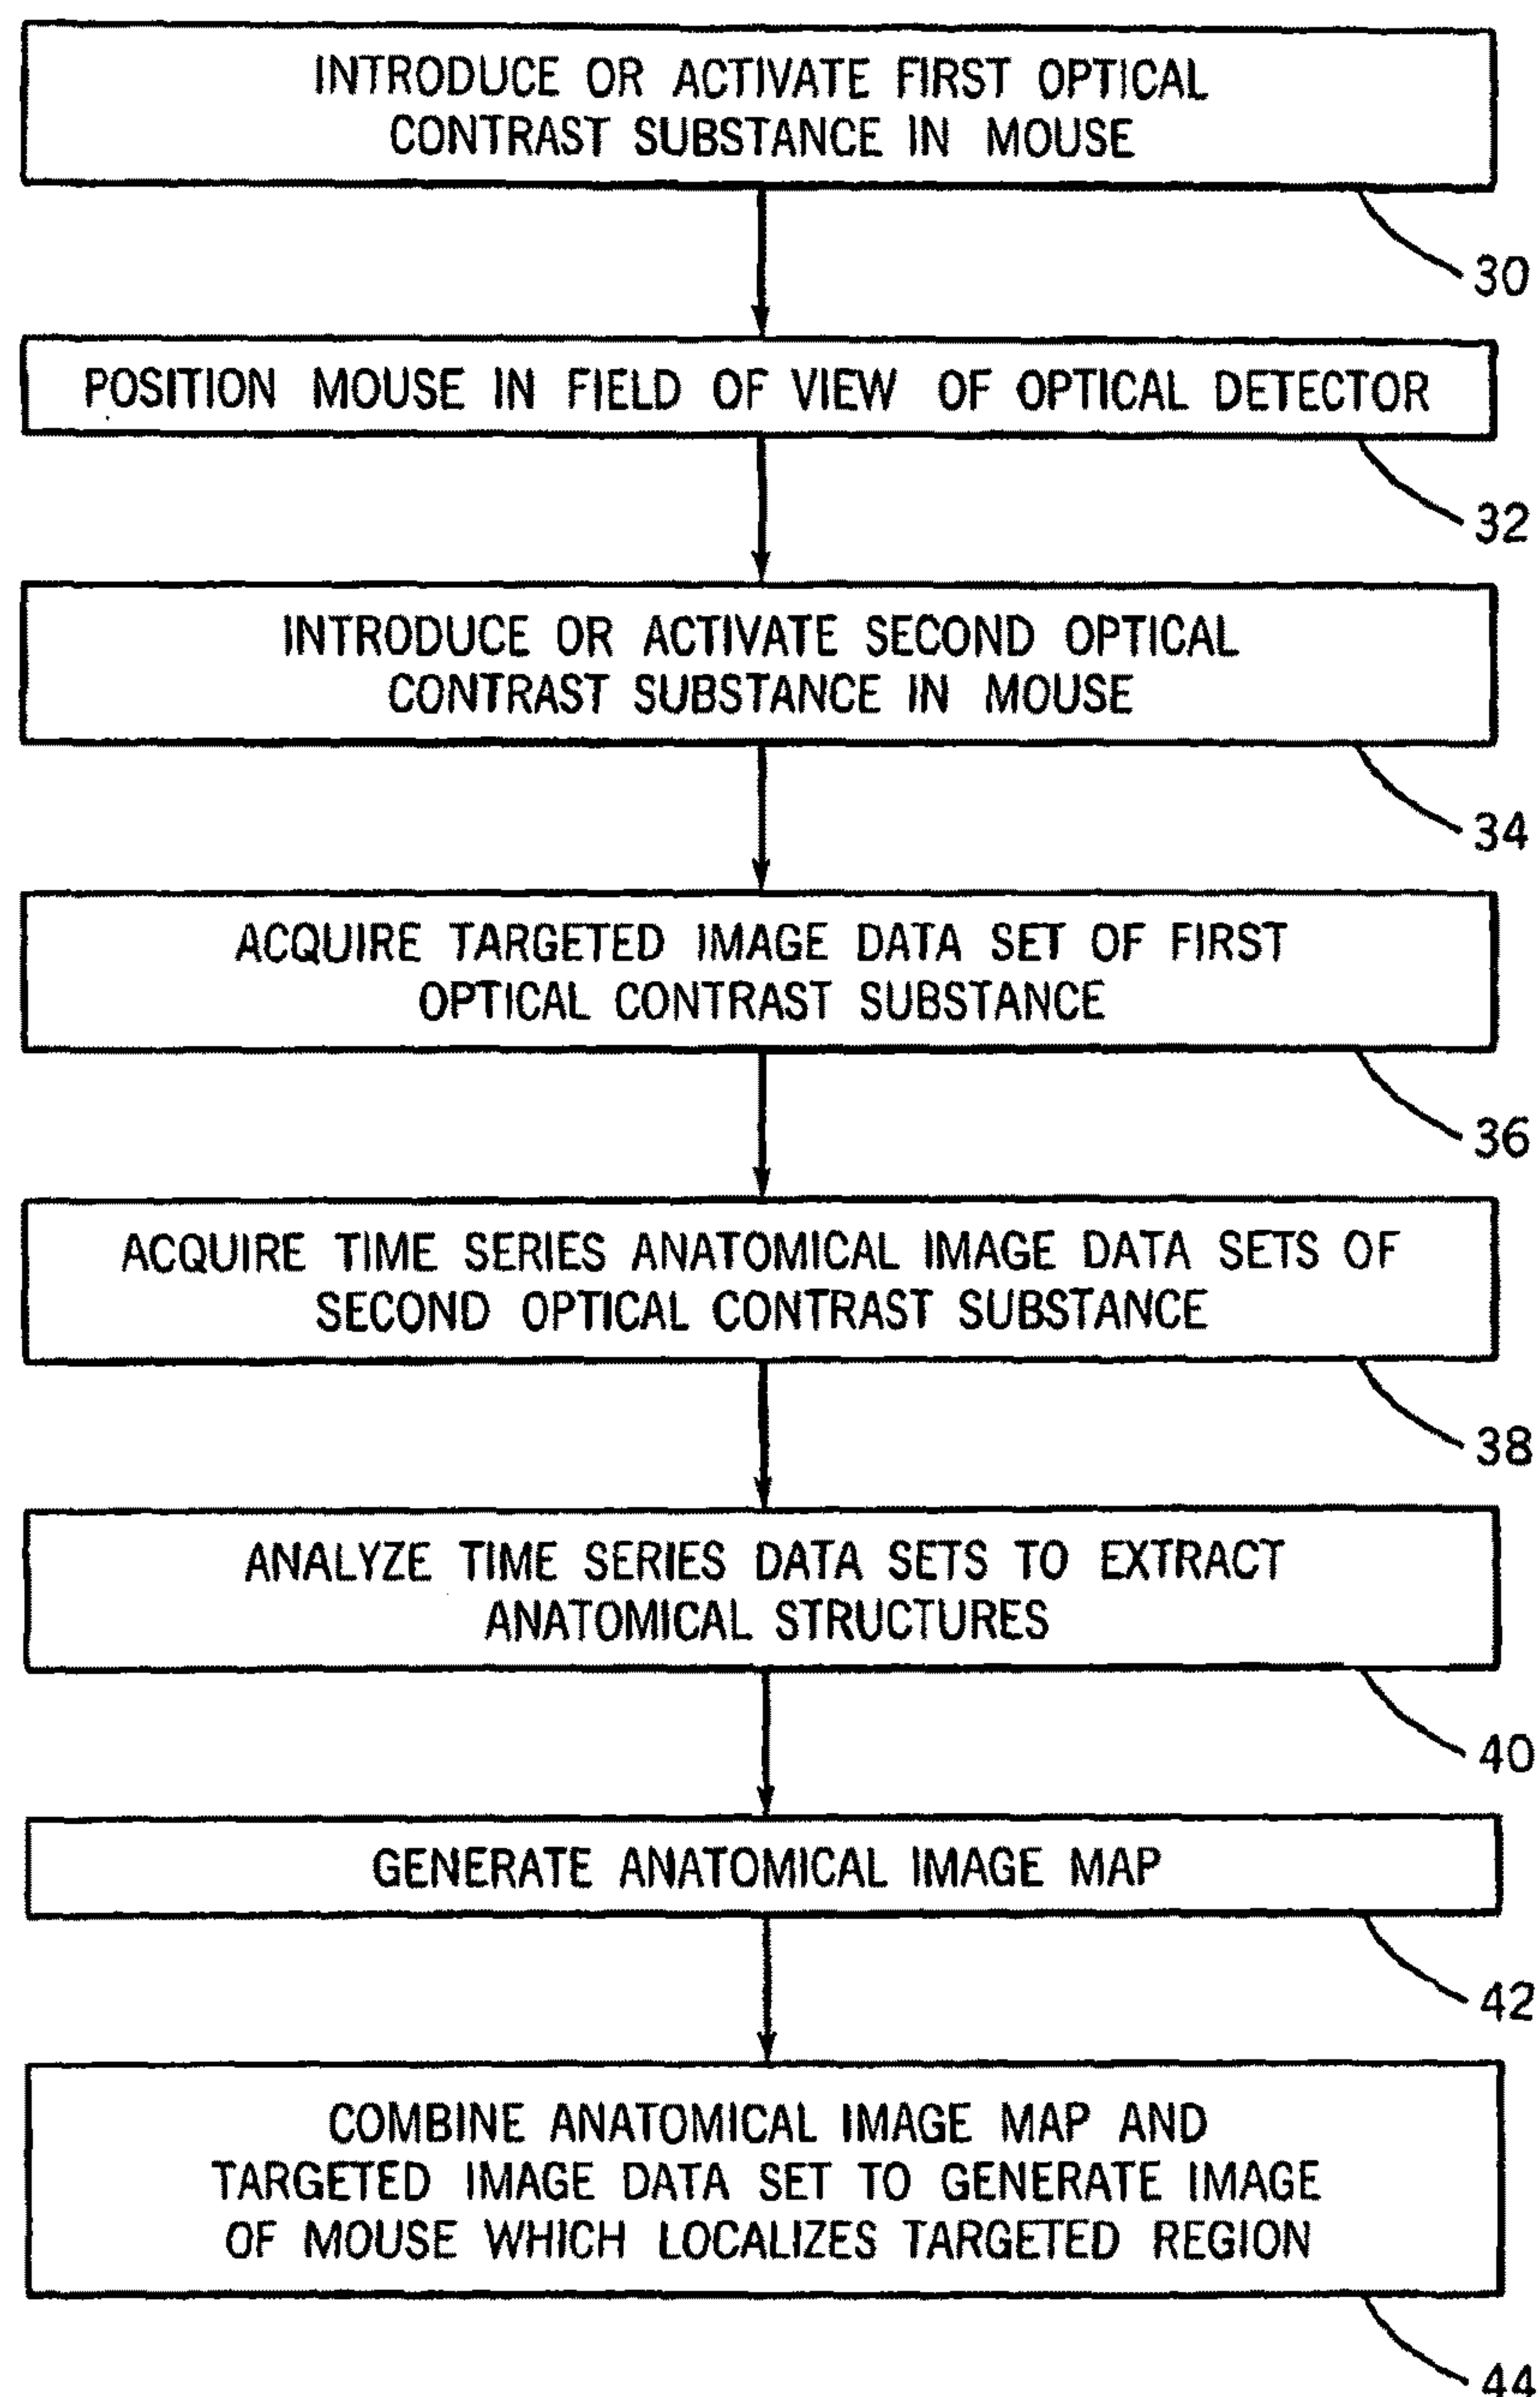 INTRODUCE OR ACTIVATE FIRST OPTICAL
CONTRAST SUBSTANCE IN MOUSE
30
POSITION MOUSE IN FIELD OF VIEW OF OPTICAL DETECTOR
32
INTRODUCE OR ACTIVATE SECOND OPTICAL
CONTRAST SUBSTANCE IN MOUSE
34
ACQUIRE TARGETED IMAGE DATA SET OF FIRST
OPTICAL CONTRAST SUBSTANCE
36
ACQUIRE TIME SERIES ANATOMICAL IMAGE DATA SETS OF
SECOND OPTICAL CONTRAST SUBSTANCE
38
ANALYZE TIME SERIES DATA SETS TO EXTRACT
ANATOMICAL STRUCTURES
40
GENERATE ANATOMICAL IMAGE MAP
42
COMBINE ANATOMICAL IMAGE MAP AND
TARGETED IMAGE DATA SET TO GENERATE IMAGE
OF MOUSE WHICH LOCALIZES TARGETED REGION
44